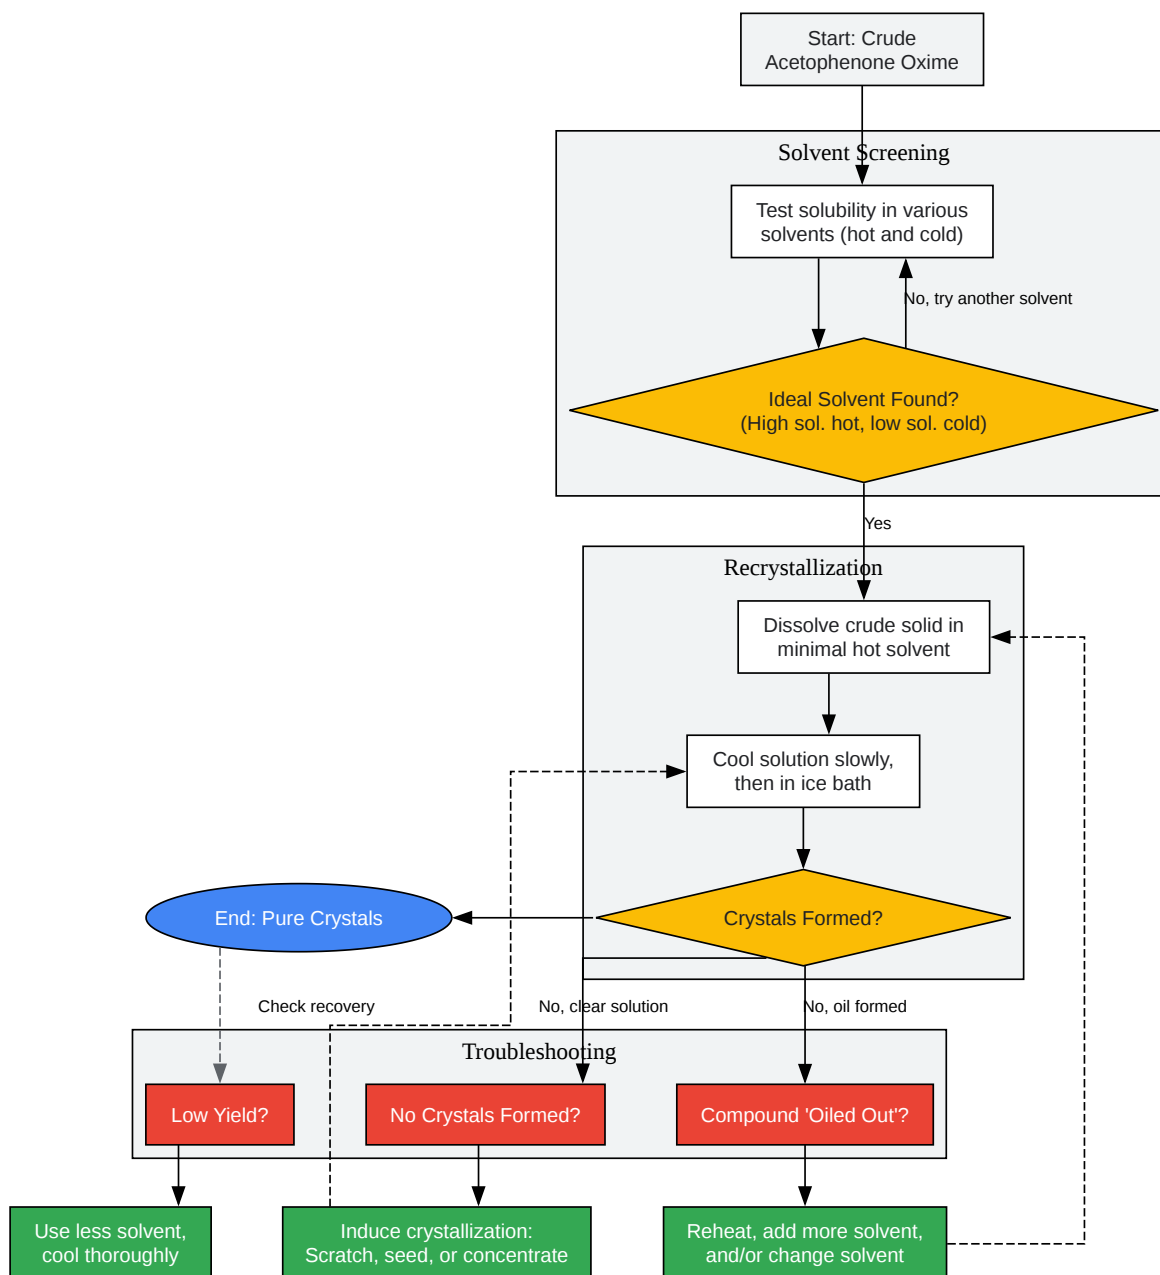 Start: Crude
Acetophenone Oxime
Solvent Screening
Test solubility in various
solvents (hot and cold)
No, try another solvent
Ideal Solvent Found?
(High sol. hot, low sol. cold)
Yes
Recrystallization
Dissolve crude solid in
minimal hot solvent
Cool solution slowly,
then in ice bath
End: Pure Crystals
Crystals Formed?
Check recovery
No, clear solution
No, oil formed
Troubleshooting
Low Yield?
No Crystals Formed?
Compound 'Oiled Out'?
Use less solvent,
cool thoroughly
Induce crystallization:
Scratch, seed, or concentrate
Reheat, add more solvent,
and/or change solvent